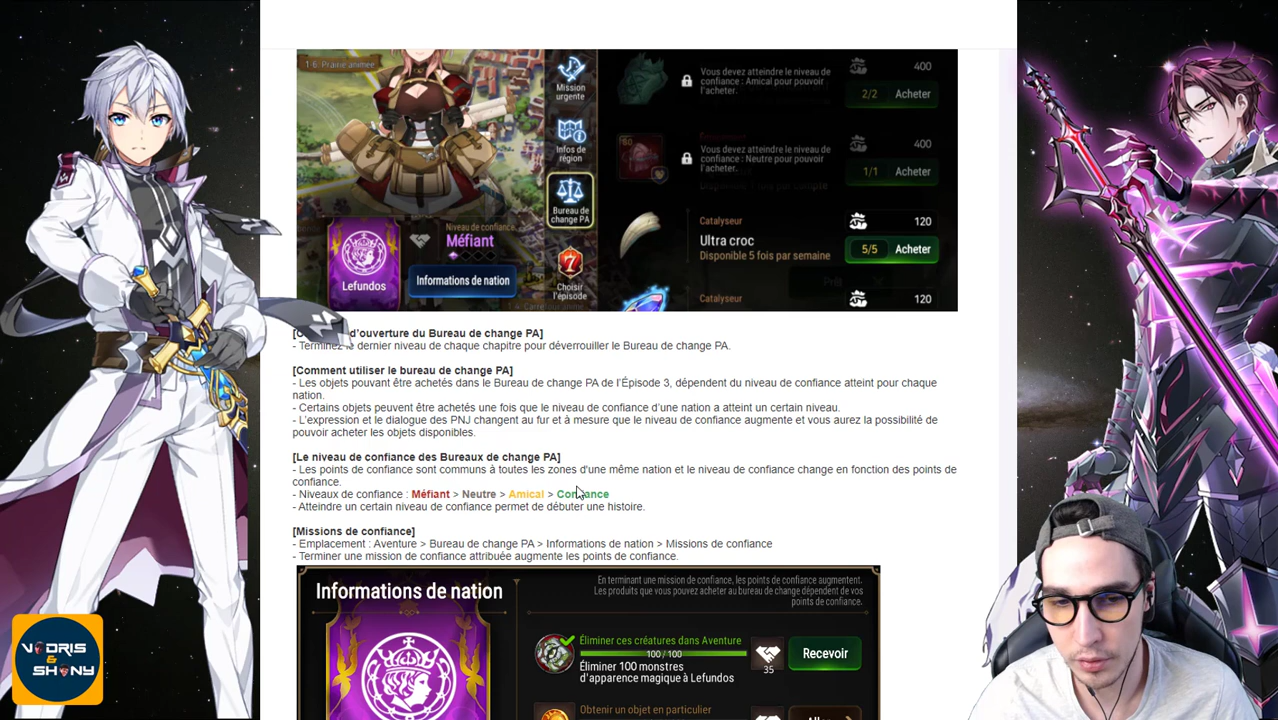 1-6. Prairie animée
Mission
urgente
Infos de
région
Bureau de
change PA
Choisir
l'épisode
Niveau de confiance
Méfiant
Lefundos
Informations de nation
Vous devez atteindre le niveau de
confiance : Amical pour pouvoir
l'acheter.
400
2/2 Acheter
Vous devez atteindre le niveau de
confiance : Neutre pour pouvoir
l'acheter.
400
1/1 Acheter
Catalyseur
120
Ultra croc
Disponible 5 fois par semaine
5/5 Acheter
Catalyseur
120
d'ouverture du Bureau de change PA]
- Terminez le dernier niveau de chaque chapitre pour déverrouiller le Bureau de change PA.
[Comment utiliser le bureau de change PA]
- Les objets pouvant être achetés dans le Bureau de change PA de l'Épisode 3, dépendent du niveau de confiance atteint pour chaque
nation.
- Certains objets peuvent être achetés une fois que le niveau de confiance d'une nation a atteint un certain niveau.
- L'expression et le dialogue des PNJ changent au fur et à mesure que le niveau de confiance augmente et vous aurez la possibilité de
pouvoir acheter les objets disponibles.
[Le niveau de confiance des Bureaux de change PA]
- Les points de confiance sont communs à toutes les zones d'une même nation et le niveau de confiance change en fonction des points de
confiance.
- Niveaux de confiance : Méfiant > Neutre > Amical > Confiance
- Atteindre un certain niveau de confiance permet de débuter une histoire.
[Missions de confiance]
- Emplacement : Aventure > Bureau de change PA > Informations de nation > Missions de confiance
- Terminer une mission de confiance attribuée augmente les points de confiance.
Informations de nation
En terminant une mission de confiance, les points de confiance augmentent.
Les produits que vous pouvez acheter au bureau de change dépendent de vos
points de confiance.
Éliminer ces créatures dans Aventure
100 / 100
Éliminer 100 monstres
d'apparence magique à Lefundos
35
Recevoir
Obtenir un objet en particulier
VODRIS
&
SHONY